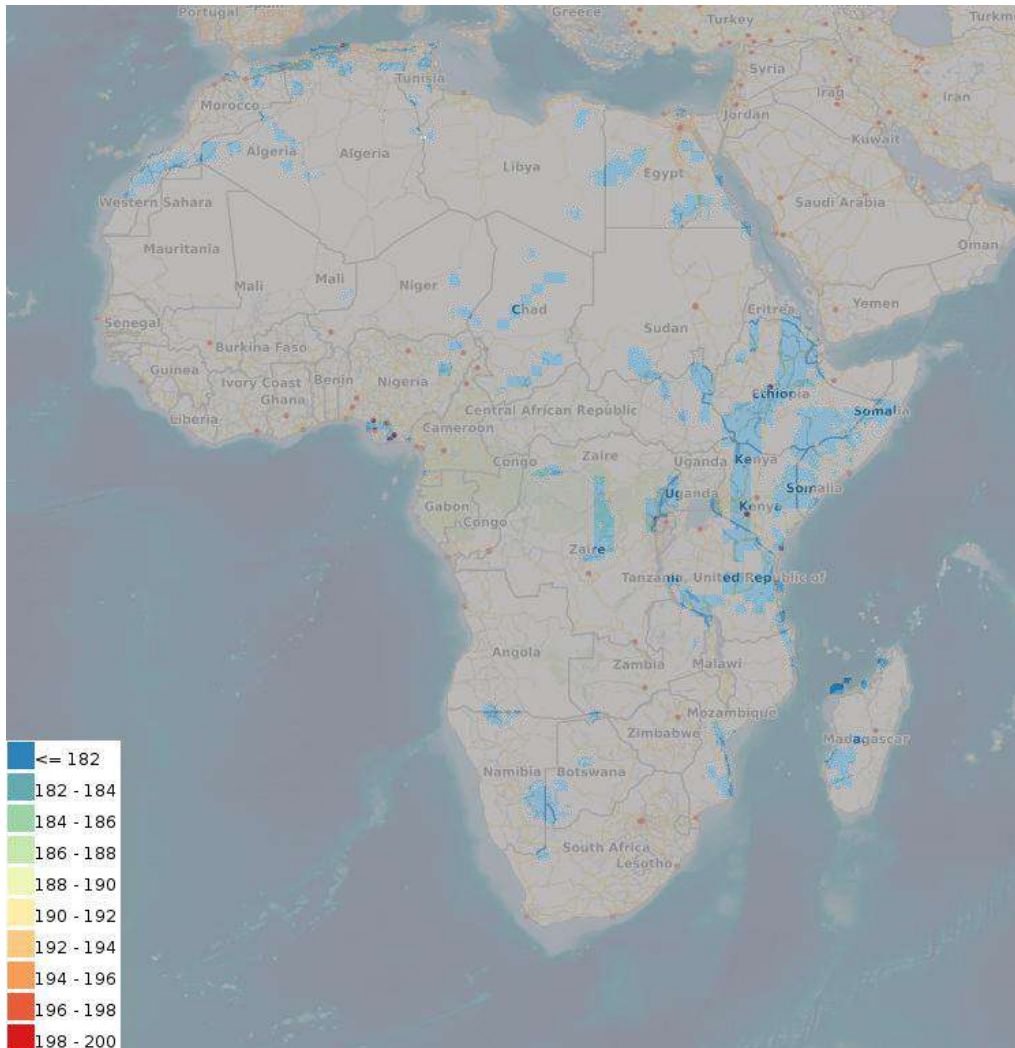 Portugal
Spain
Greece
Turkey
Turkm
Tunisia
Syria
Iraq
Iran
Morocco
Jordan
Kuwait
Algeria
Algeria
Libya
Egypt
Western Sahara
Saudi Arabia
Mauritania
Oman
Mali
Mali
Niger
Chad
Sudan
Eritrea
Yemen
Senegal
Burkina Faso
Guinea
Ivory Coast
Benin
Nigeria
Ghana
Ethiopia
Liberia
Central African Republic
Somalia
Cameroon
Congo
Zaire
Uganda
Kenya
Gabon
Uganda
Somalia
Congo
Kenya
Zaire
Tanzania, United Republic of
Angola
Zambia
Malawi
Mozambique
Zimbabwe
Madagascar
Namibia
Botswana
South Africa
Lesotho
<= 182
182 - 184
184 - 186
186 - 188
188 - 190
190 - 192
192 - 194
194 - 196
196 - 198
198 - 200